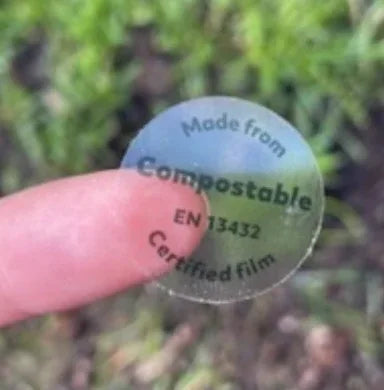 Made from
Compostable
EN 13432
Certified film